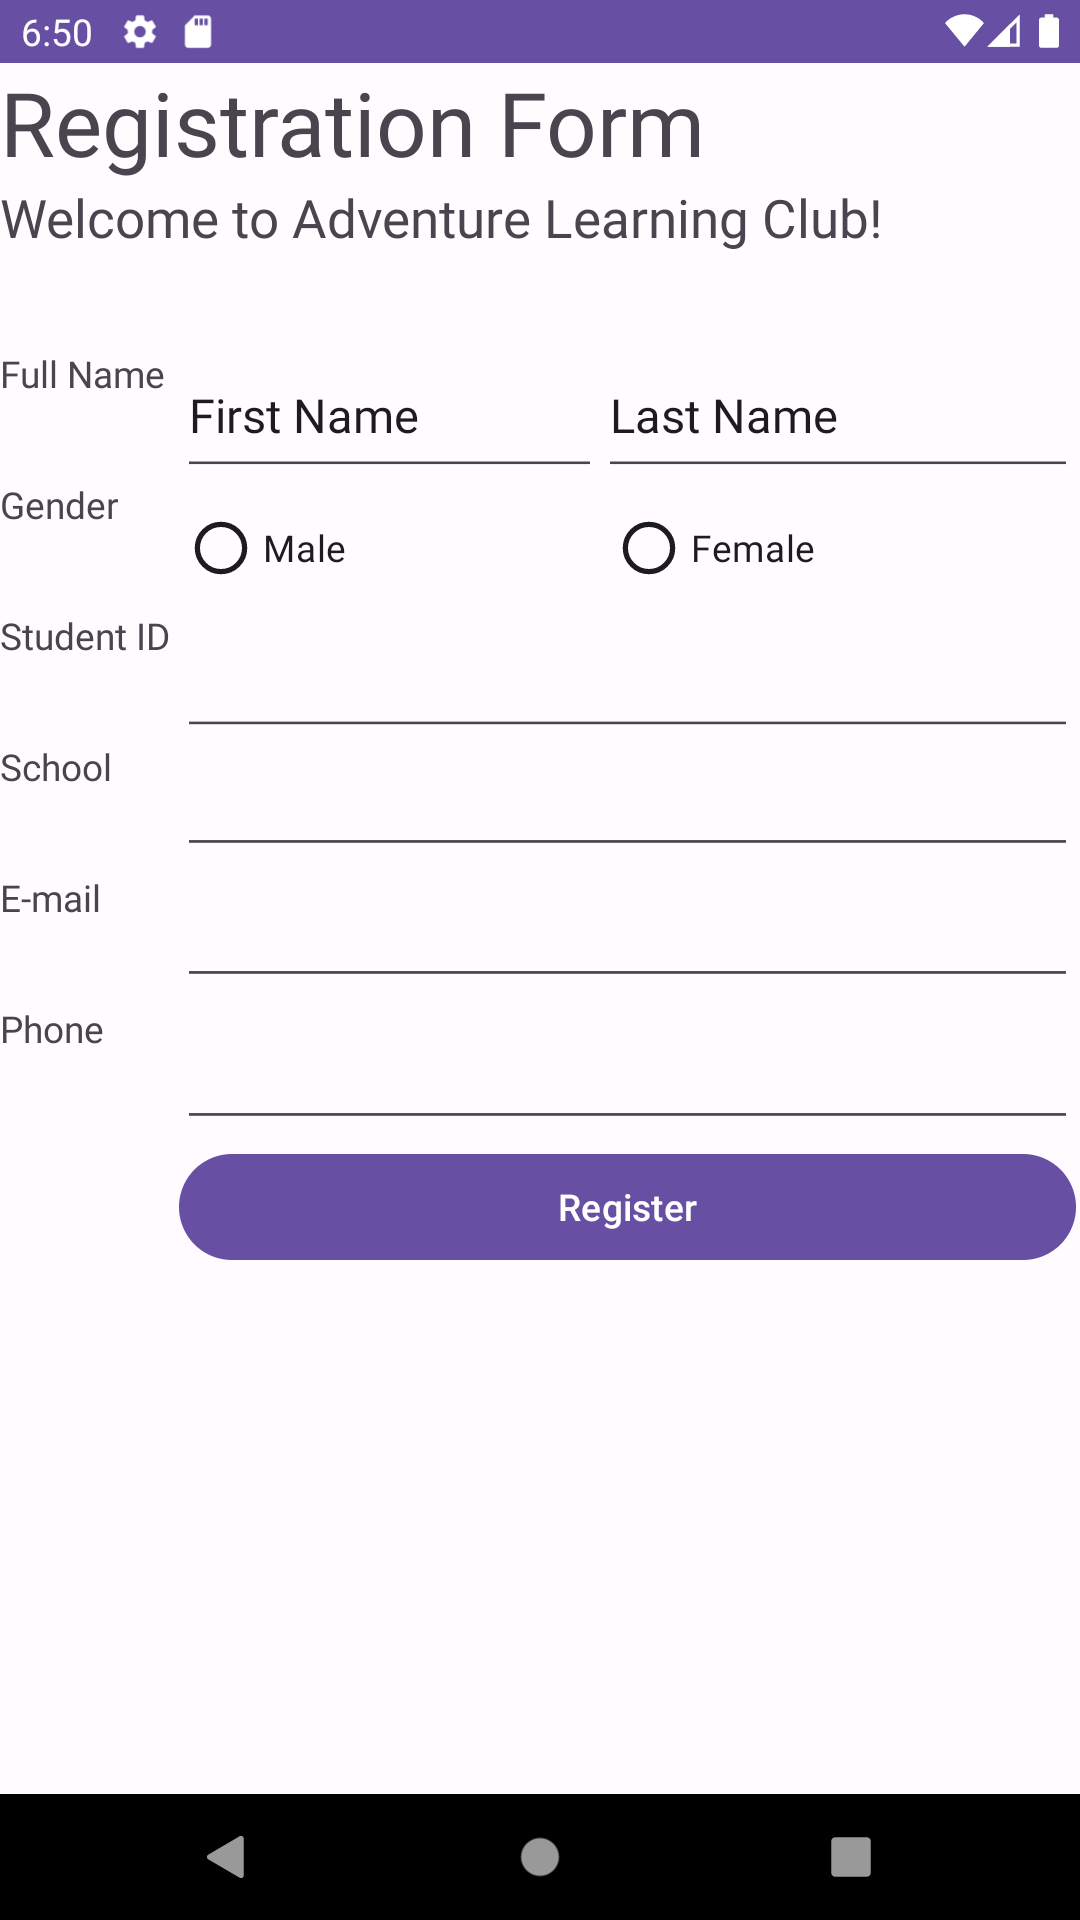 6:50
Registration Form
Welcome to Adventure Learning Club!
Full Name
First Name Last Name
Gender
Male Female
Student ID
School
E-mail
Phone
Register